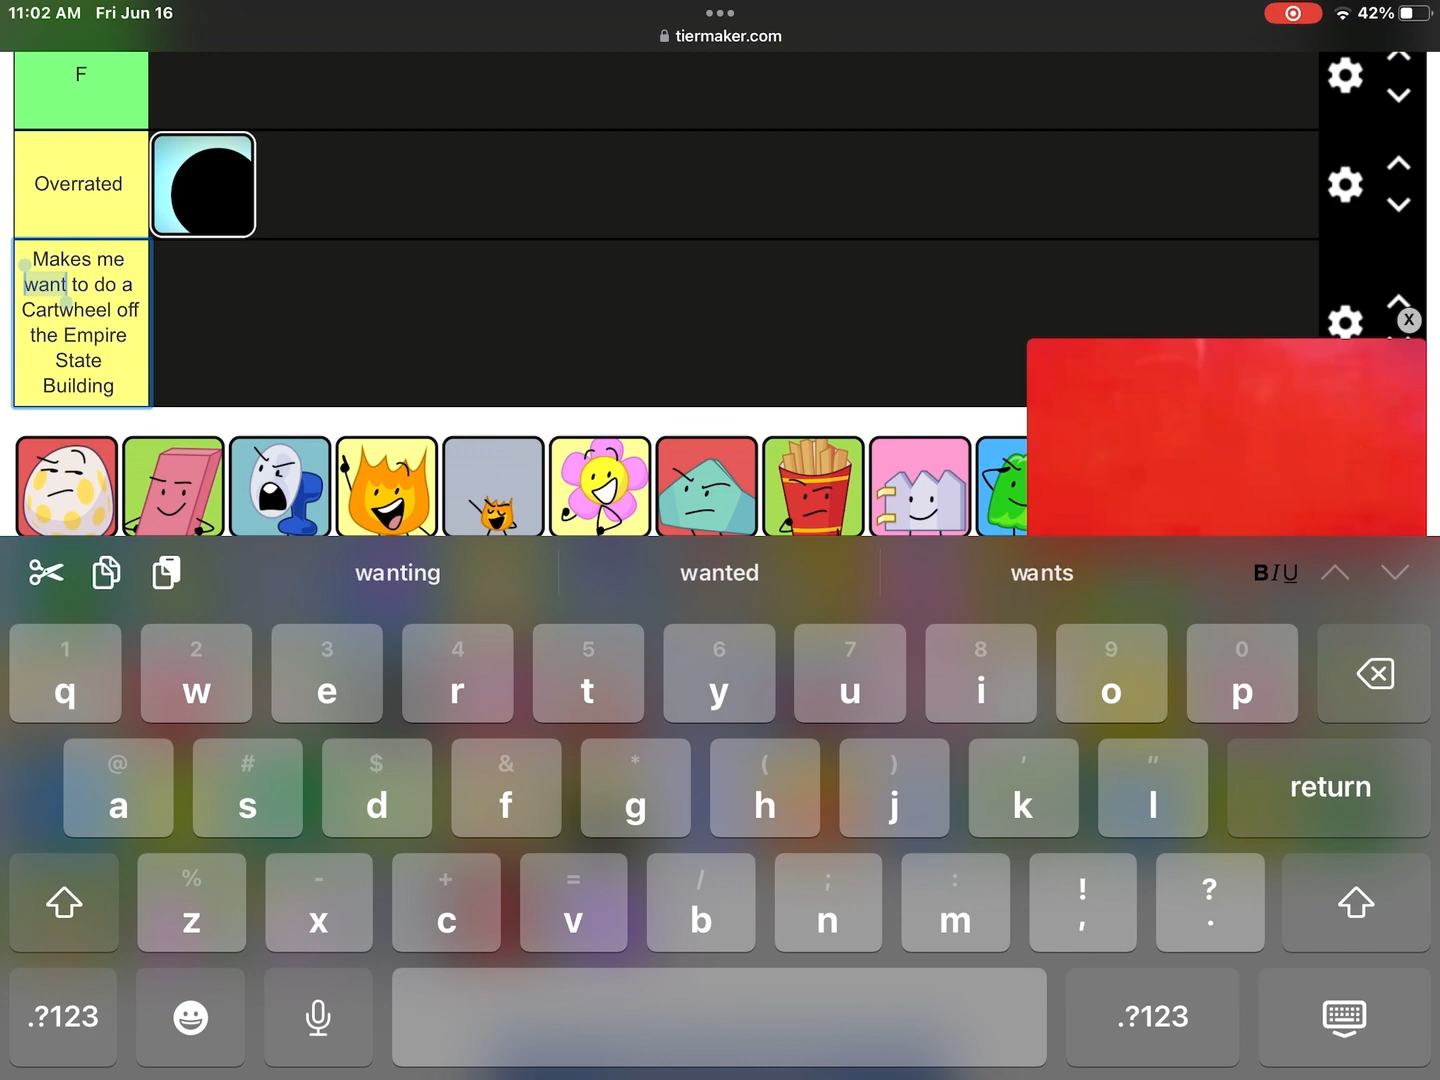 11:02 AM Fri Jun 16
42%
tiermaker.com
F
Overrated
Makes me
want to do a
Cartwheel off
the Empire
State
Building
X
wanting wanted wants BIU
1 2 3 4 5 6 7 8 9 0
q w e r t y u i o p
@ # $ & * ( ) ' "
a s d f g h j k l return
% - + = / ; : ! ?
z x c v b n m , .
.?123 .?123